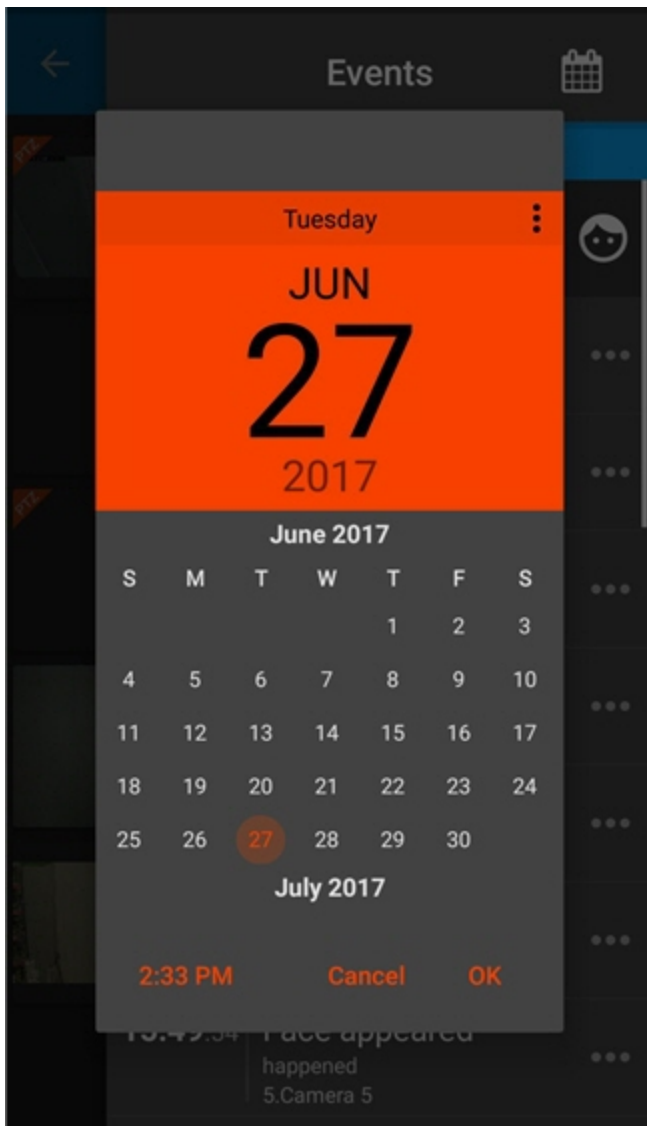 Events
PTZ
Tuesday
JUN
27
2017
PTZ
June 2017
S M T W T F S
1 2 3
4 5 6 7 8 9 10
11 12 13 14 15 16 17
18 19 20 21 22 23 24
25 26 27 28 29 30
July 2017
2:33 PM Cancel OK
Face appeared
happened
5.Camera 5